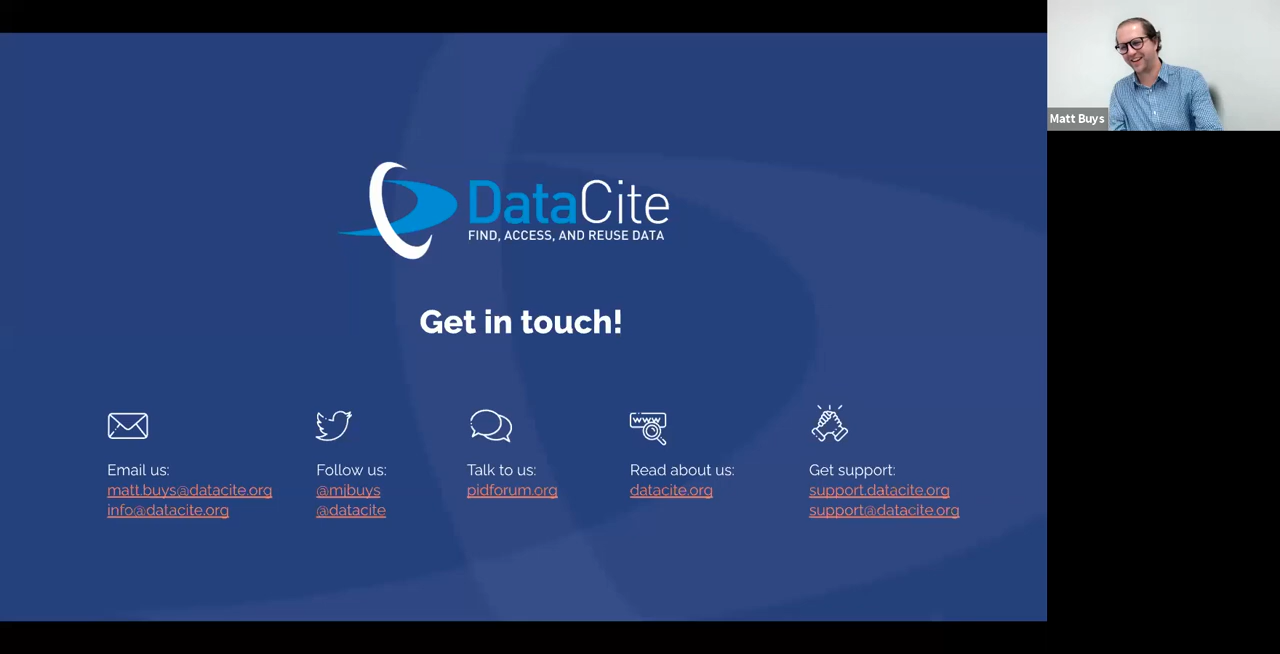 DataCite
FIND, ACCESS, AND REUSE DATA
Get in touch!
Email us:
matt.buys@datacite.org
info@datacite.org
Follow us:
@mjbuys
@datacite
Talk to us:
pidforum.org
www
Read about us:
datacite.org
Get support:
support.datacite.org
support@datacite.org
Matt Buys